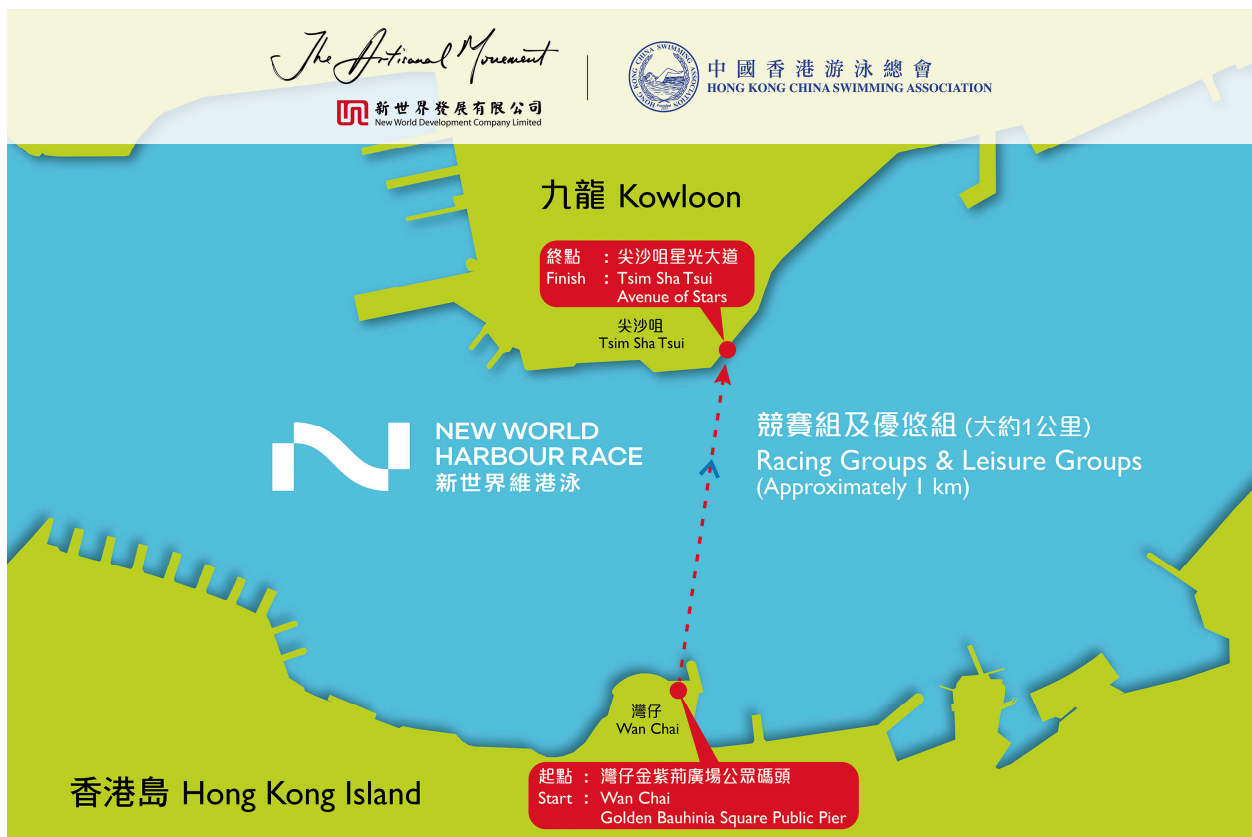 The Artisanal Movement
新世界發展有限公司
New World Development Company Limited
中國香港游泳總會
HONG KONG CHINA SWIMMING ASSOCIATION
HONG KONG CHINA SWIMMING ASSOCIATION
九龍 Kowloon
終點 : 尖沙咀星光大道
Finish : Tsim Sha Tsui
Avenue of Stars
尖沙咀
Tsim Sha Tsui
NEW WORLD
HARBOUR RACE
新世界維港泳
競賽組及優悠組 (大約1公里)
Racing Groups & Leisure Groups
(Approximately 1 km)
灣仔
Wan Chai
起點 : 灣仔金紫荊廣場公眾碼頭
Start : Wan Chai
Golden Bauhinia Square Public Pier
香港島 Hong Kong Island